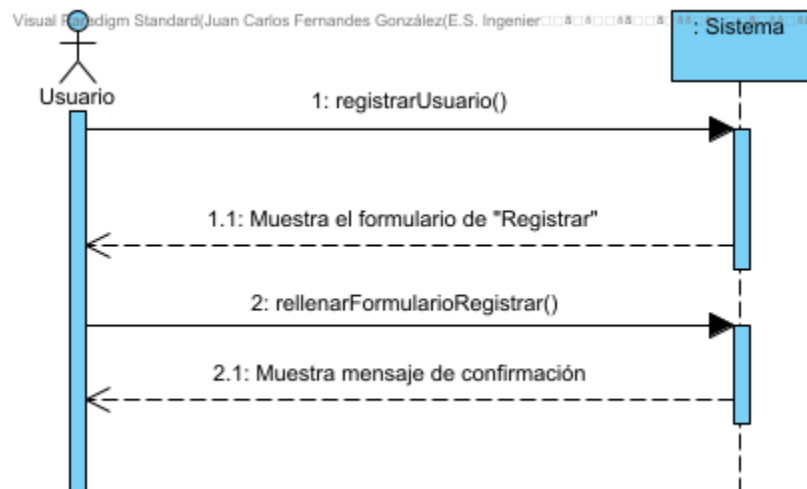 Visual Paradigm Standard(Juan Carlos Fernandes González(E.S. Ingenier
: Sistema
Usuario
1: registrarUsuario()
1.1: Muestra el formulario de "Registrar"
2: rellenarFormularioRegistrar()
2.1: Muestra mensaje de confirmación